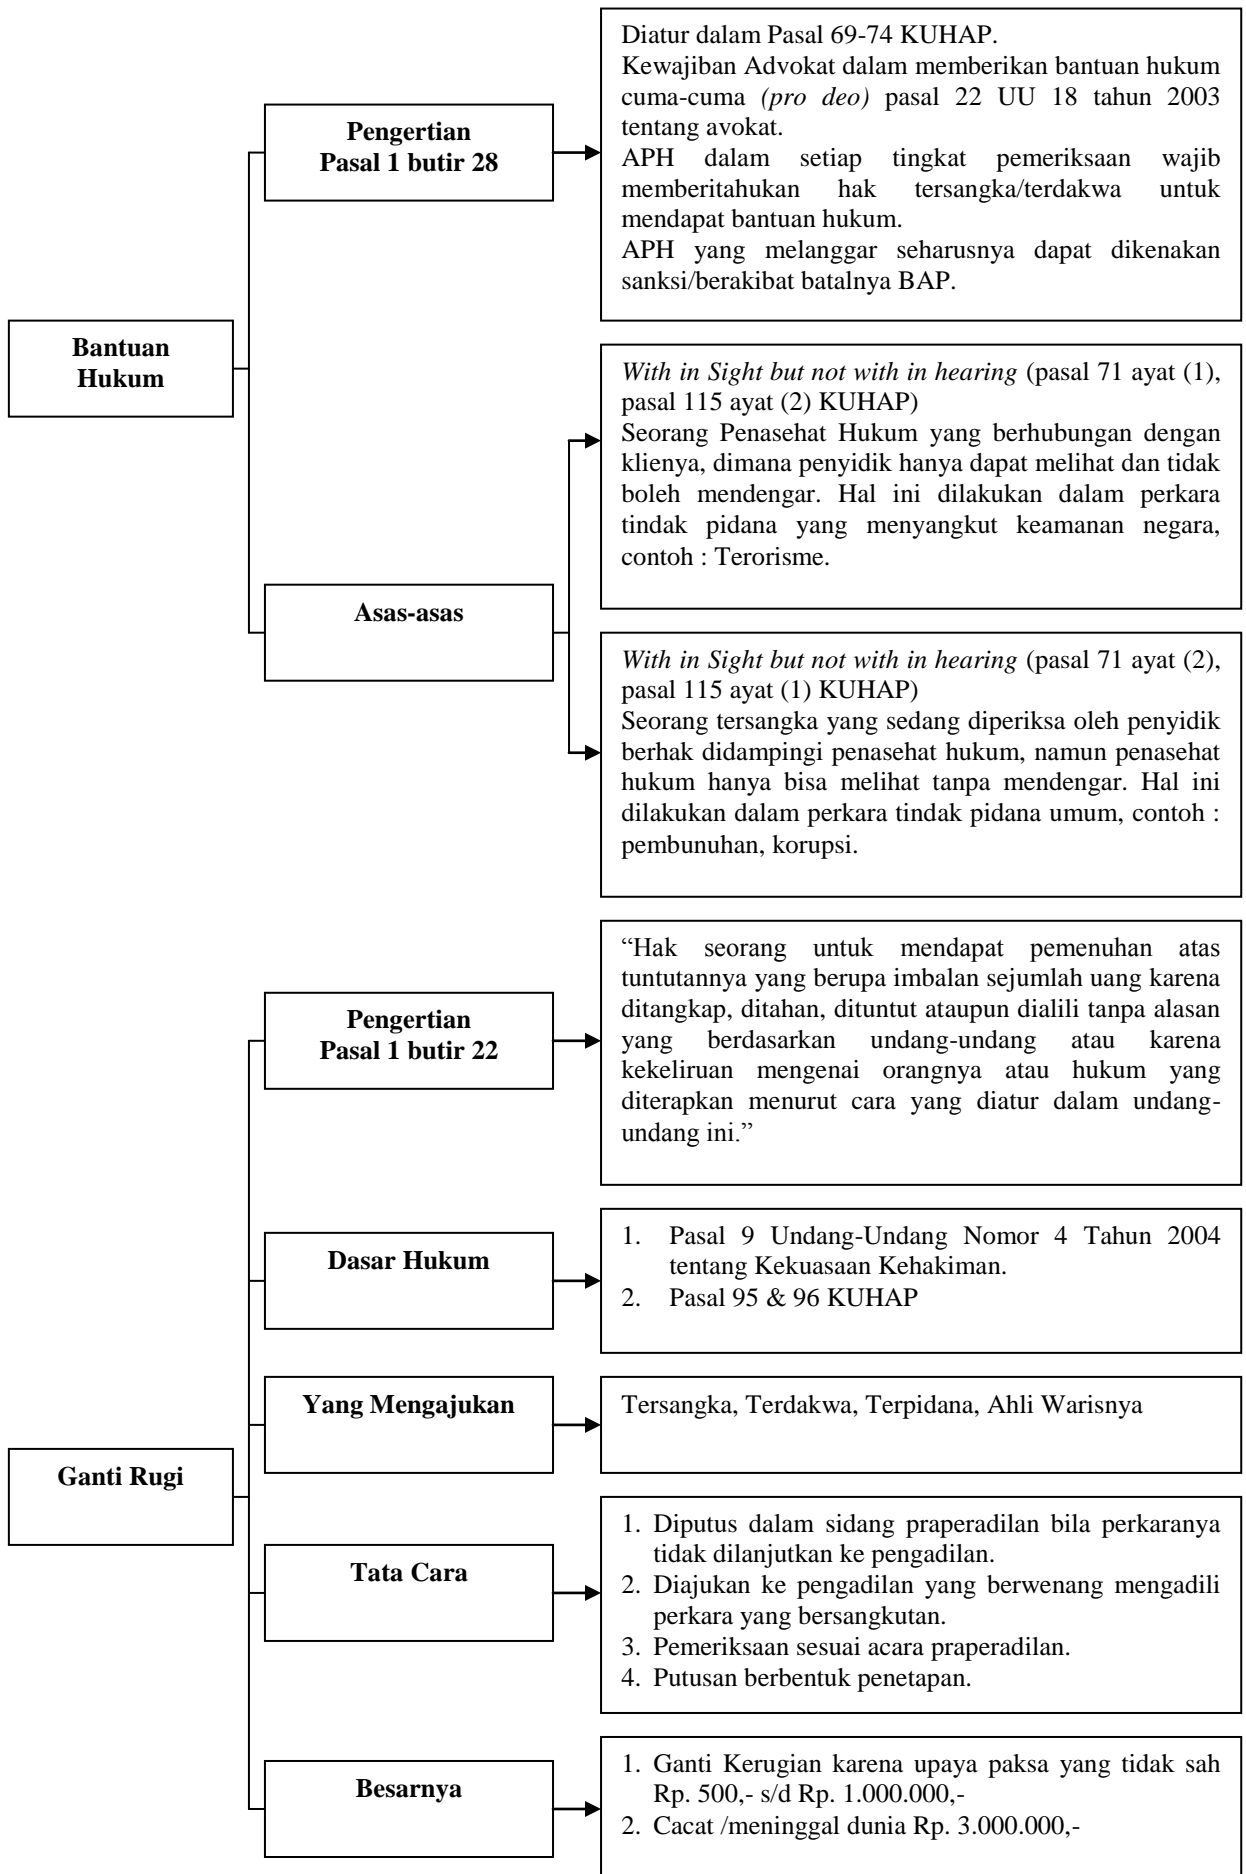 Bantuan
Hukum
Pengertian
Pasal 1 butir 28
Diatur dalam Pasal 69-74 KUHAP.
Kewajiban Advokat dalam memberikan bantuan hukum
cuma-cuma (pro deo) pasal 22 UU 18 tahun 2003
tentang avokat.
APH dalam setiap tingkat pemeriksaan wajib
memberitahukan hak tersangka/terdakwa untuk
mendapat bantuan hukum.
APH yang melanggar seharusnya dapat dikenakan
sanksi/berakibat batalnya BAP.
Asas-asas
With in Sight but not with in hearing (pasal 71 ayat (1),
pasal 115 ayat (2) KUHAP)
Seorang Penasehat Hukum yang berhubungan dengan
klienya, dimana penyidik hanya dapat melihat dan tidak
boleh mendengar. Hal ini dilakukan dalam perkara
tindak pidana yang menyangkut keamanan negara,
contoh : Terorisme.
With in Sight but not with in hearing (pasal 71 ayat (2),
pasal 115 ayat (1) KUHAP)
Seorang tersangka yang sedang diperiksa oleh penyidik
berhak didampingi penasehat hukum, namun penasehat
hukum hanya bisa melihat tanpa mendengar. Hal ini
dilakukan dalam perkara tindak pidana umum, contoh :
pembunuhan, korupsi.
Ganti Rugi
Pengertian
Pasal 1 butir 22
“Hak seorang untuk mendapat pemenuhan atas
tuntutannya yang berupa imbalan sejumlah uang karena
ditangkap, ditahan, dituntut ataupun dialili tanpa alasan
yang berdasarkan undang-undang atau karena
kekeliruan mengenai orangnya atau hukum yang
diterapkan menurut cara yang diatur dalam undang-
undang ini.”
Dasar Hukum
1. Pasal 9 Undang-Undang Nomor 4 Tahun 2004
tentang Kekuasaan Kehakiman.
2. Pasal 95 & 96 KUHAP
Yang Mengajukan
Tersangka, Terdakwa, Terpidana, Ahli Warisnya
Tata Cara
1. Diputus dalam sidang praperadilan bila perkaranya
tidak dilanjutkan ke pengadilan.
2. Diajukan ke pengadilan yang berwenang mengadili
perkara yang bersangkutan.
3. Pemeriksaan sesuai acara praperadilan.
4. Putusan berbentuk penetapan.
Besarnya
1. Ganti Kerugian karena upaya paksa yang tidak sah
Rp. 500,- s/d Rp. 1.000.000,-
2. Cacat /meninggal dunia Rp. 3.000.000,-